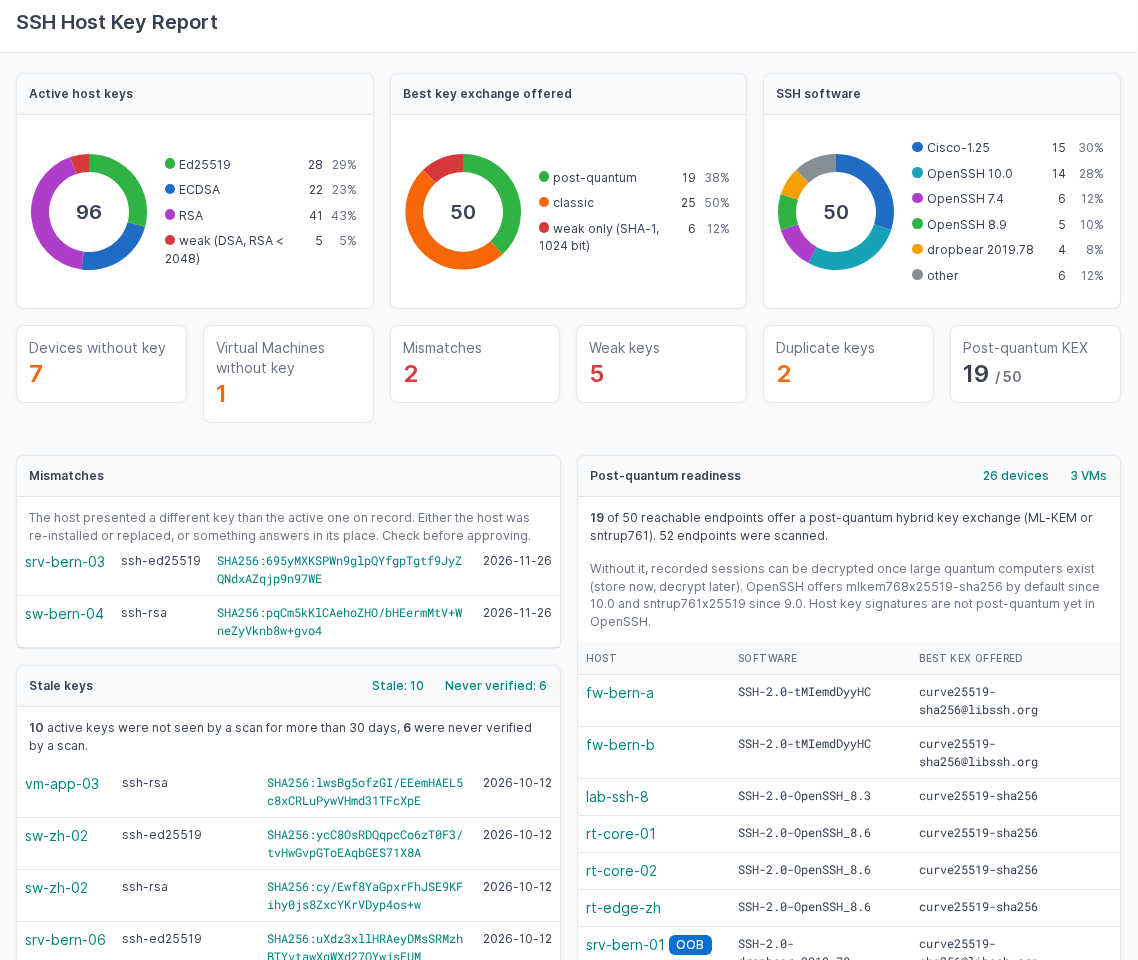 SSH Host Key Report
Active host keys
96
Ed25519 28 29%
ECDSA 22 23%
RSA 41 43%
weak (DSA, RSA < 5 5%
2048)
Best key exchange offered
50
post-quantum 19 38%
classic 25 50%
weak only (SHA-1, 6 12%
1024 bit)
SSH software
50
Cisco-1.25 15 30%
OpenSSH 10.0 14 28%
OpenSSH 7.4 6 12%
OpenSSH 8.9 5 10%
dropbear 2019.78 4 8%
other 6 12%
Devices without key
7
Virtual Machines
without key
1
Mismatches
2
Weak keys
5
Duplicate keys
2
Post-quantum KEX
19 / 50
Mismatches
The host presented a different key than the active one on record. Either the host was
re-installed or replaced, or something answers in its place. Check before approving.
srv-bern-03 ssh-ed25519 SHA256:695yMXKSPWn9glpQYfgpTgtf9JyZ 2026-11-26
QNdxAZqjp9n97WE
sw-bern-04 ssh-rsa SHA256:pqCm5kKlCAehoZHO/bHEermMtV+W 2026-11-26
neZyVknb8w+gvo4
Stale keys Stale: 10 Never verified: 6
10 active keys were not seen by a scan for more than 30 days, 6 were never verified
by a scan.
vm-app-03 ssh-rsa SHA256:lwsBg5ofzGI/EEemHAEL5 2026-10-12
c8xCRLuPywVHmd31TFcXpE
sw-zh-02 ssh-ed25519 SHA256:ycC8OsRDQqpcCo6zT0F3/ 2026-10-12
tvHwGvpGToEAqbGES71X8A
sw-zh-02 ssh-rsa SHA256:cy/Ewf8YaGpxrFhJSE9KF 2026-10-12
ihy0js8ZxcYKrVDyp4os+w
srv-bern-06 ssh-ed25519 SHA256:uXdz3xllHRAeyDMsSRMzh 2026-10-12
Post-quantum readiness 26 devices 3 VMs
19 of 50 reachable endpoints offer a post-quantum hybrid key exchange (ML-KEM or
sntrup761). 52 endpoints were scanned.
Without it, recorded sessions can be decrypted once large quantum computers exist
(store now, decrypt later). OpenSSH offers mlkem768x25519-sha256 by default since
10.0 and sntrup761x25519 since 9.0. Host key signatures are not post-quantum yet in
OpenSSH.
HOST SOFTWARE BEST KEX OFFERED
fw-bern-a SSH-2.0-tMIemdDyyHC curve25519-
sha256@libssh.org
fw-bern-b SSH-2.0-tMIemdDyyHC curve25519-
sha256@libssh.org
lab-ssh-8 SSH-2.0-OpenSSH_8.3 curve25519-sha256
rt-core-01 SSH-2.0-OpenSSH_8.6 curve25519-sha256
rt-core-02 SSH-2.0-OpenSSH_8.6 curve25519-sha256
rt-edge-zh SSH-2.0-OpenSSH_8.6 curve25519-sha256
srv-bern-01 OOB SSH-2.0- curve25519-